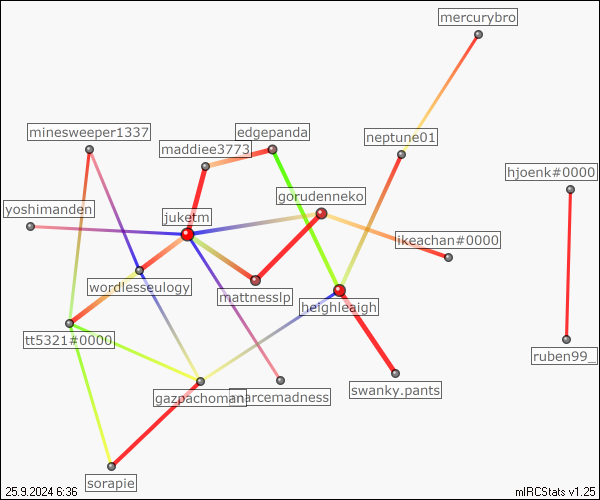 mercurybro
minesweeper1337
edgepanda
neptune01
maddiee3773
hjoenk#0000
gorudenneko
yoshimanden
juketm
ikeachan#0000
wordlesseulogy
mattnesslp
heighleaigh
tt5321#0000
ruben99_
swanky.pants
gazpachoman
marcemadness
sorapie
25.9.2024 6:36
mIRCStats v1.25